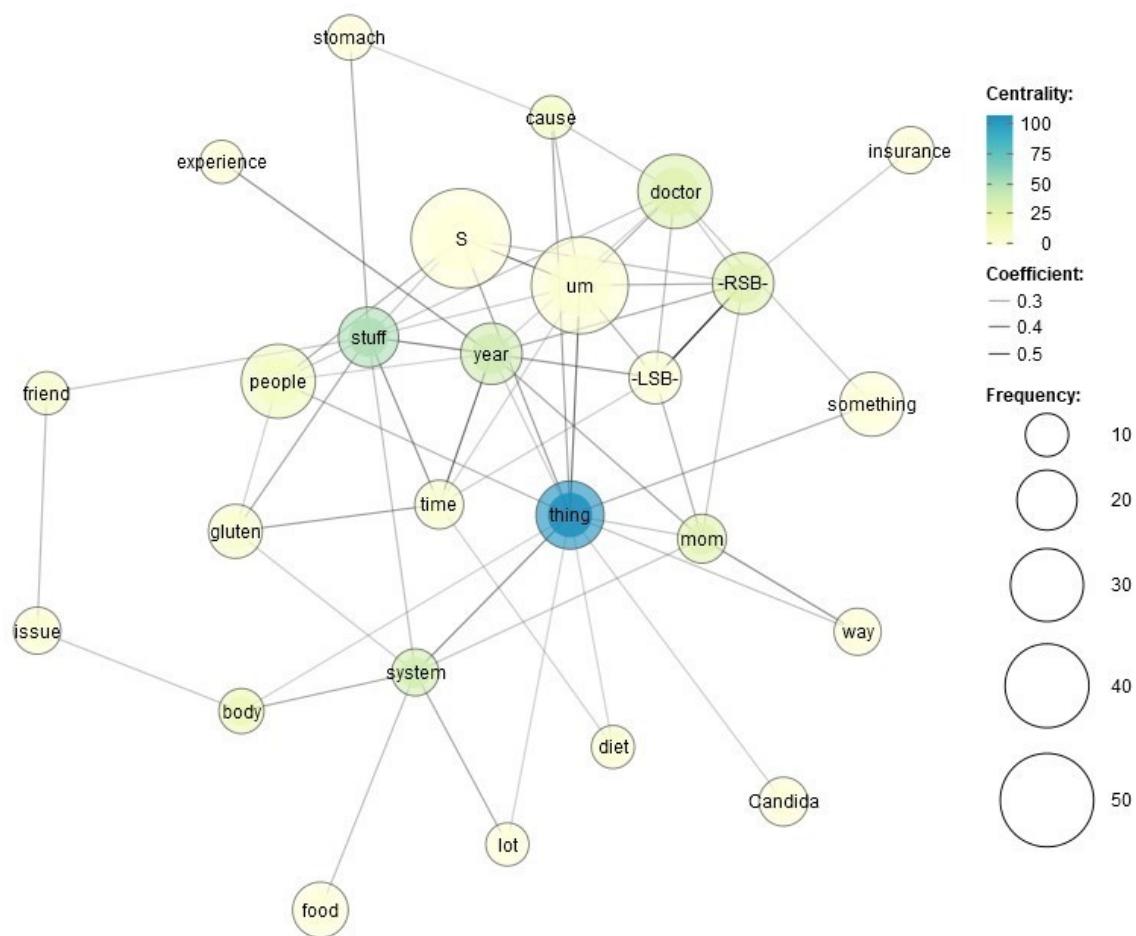 stomach
cause
experience
insurance
doctor
S
um
-RSB-
stuff
year
people
-LSB-
friend
something
time
thing
gluten
mom
issue
way
system
body
diet
Candida
lot
food
Centrality:
100
75
50
25
0
Coefficient:
0.3
0.4
0.5
Frequency:
10
20
30
40
50